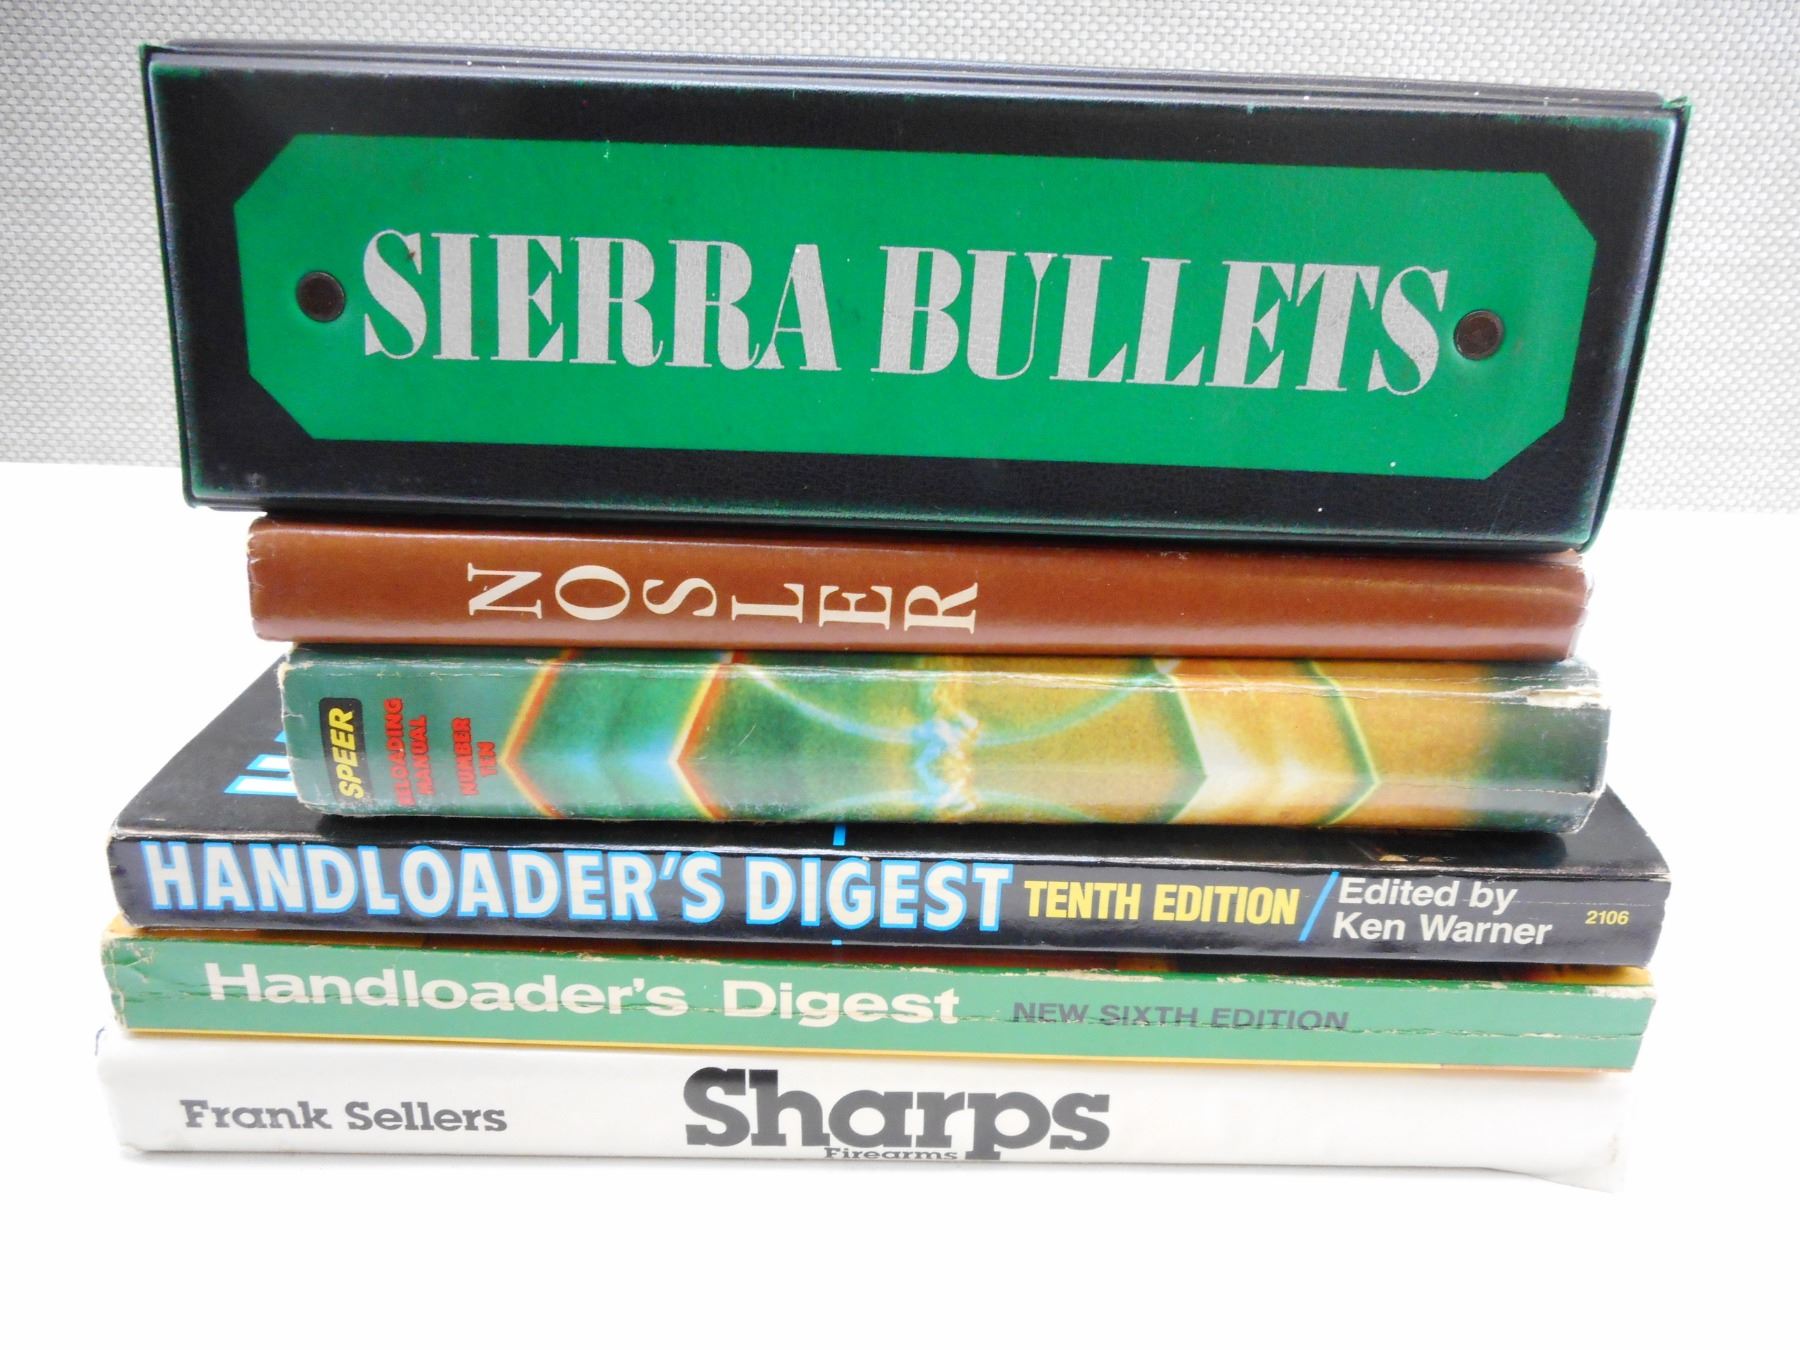 SIERRA BULLETS
NOSLER
SPEER
RELOADING
MANUAL
NUMBER
TEN
HANDLOADER'S DIGEST TENTH EDITION / Edited by
Ken Warner
2106
Handloader's Digest NEW SIXTH EDITION
Frank Sellers
Sharps
Firearms